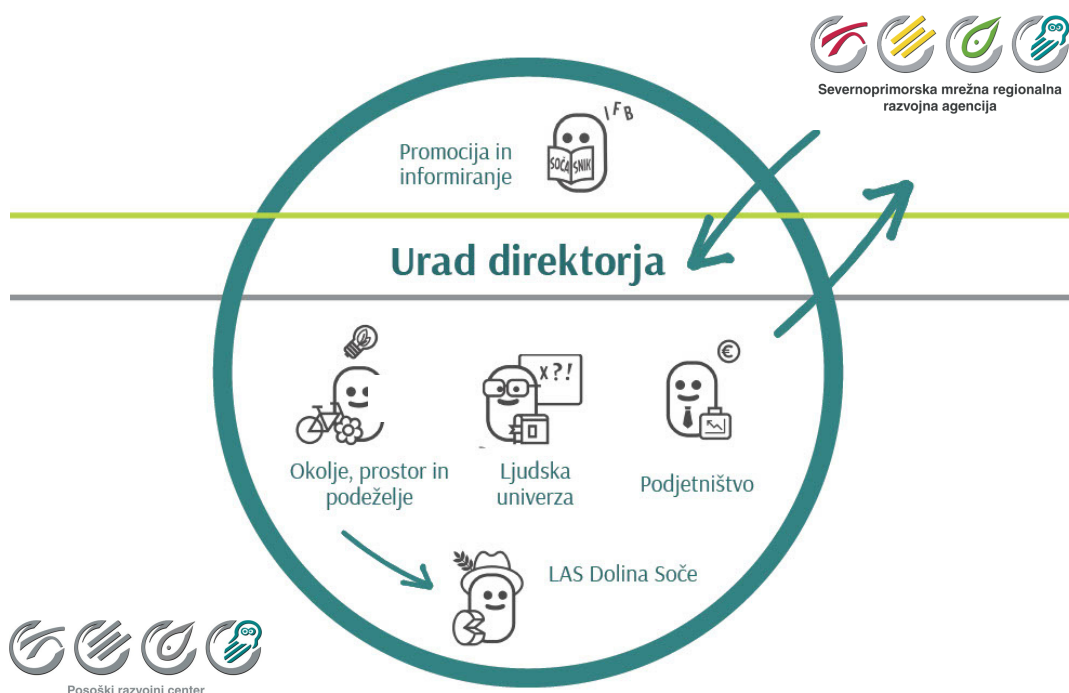 Severnoprimorska mrežna regionalna
razvojna agencija
I F B
Promocija in
informiranje
SOČA SNIK
Urad direktorja
x?!
€
Okolje, prostor in
podeželje
Ljudska
univerza
Podjetništvo
LAS Dolina Soče
Posoški razvojni center